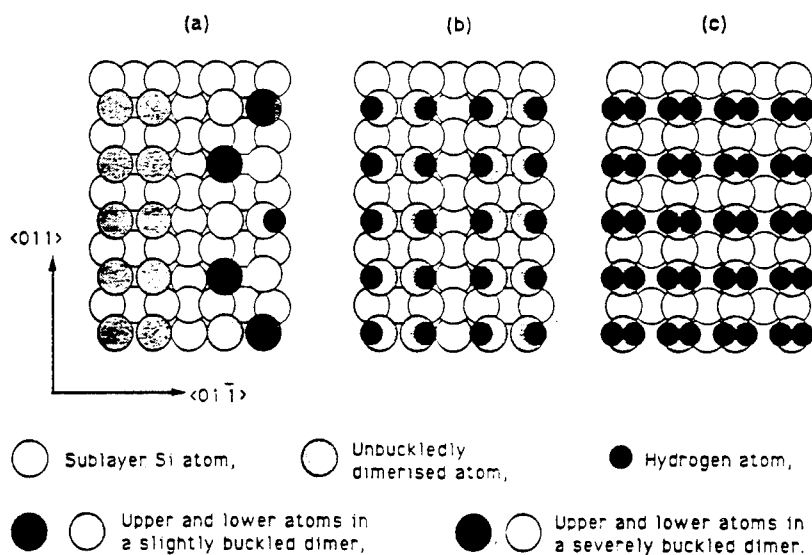 (a) (b) (c)
<011>
<01$\bar{1}$>
Sublayer Si atom,
Unbuckledly
dimerised atom,
Hydrogen atom,
Upper and lower atoms in
a slightly buckled dimer,
Upper and lower atoms in
a severely buckled dimer.